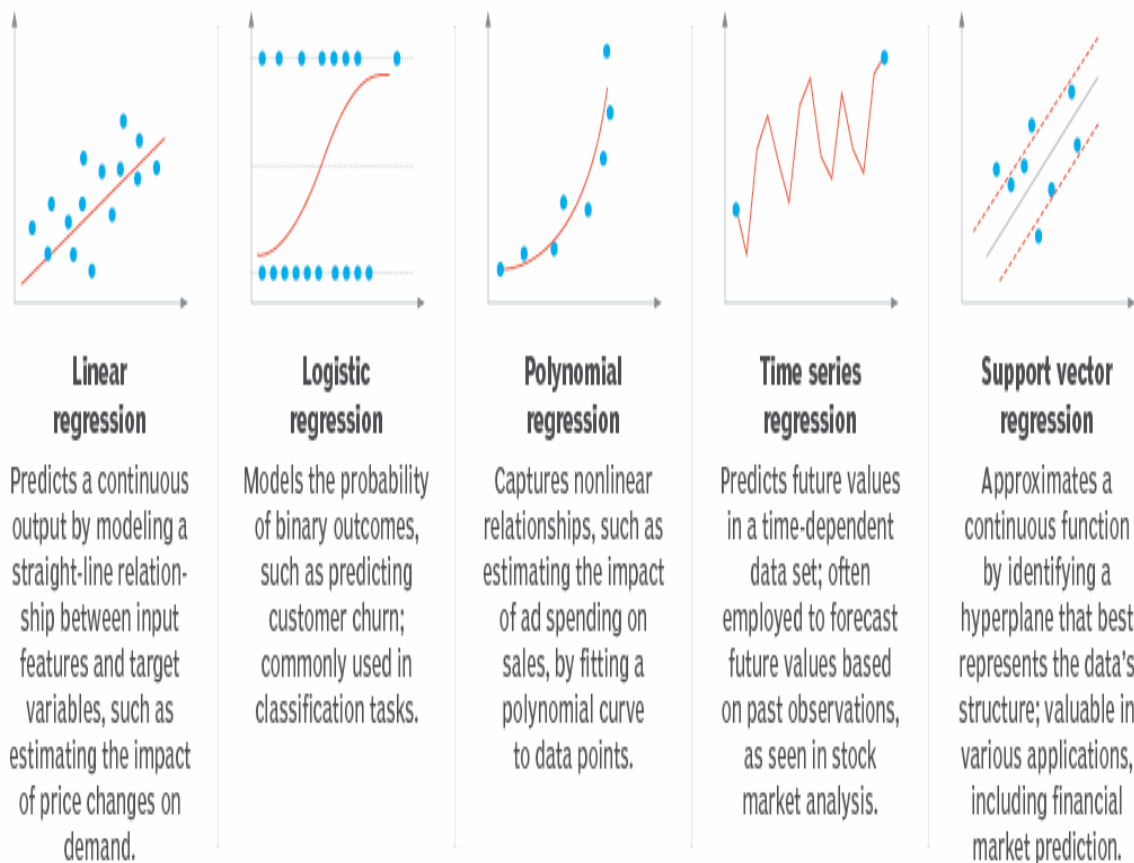 Linear
regression
Predicts a continuous
output by modeling a
straight-line relation-
ship between input
features and target
variables, such as
estimating the impact
of price changes on
demand.
Logistic
regression
Models the probability
of binary outcomes,
such as predicting
customer churn;
commonly used in
classification tasks.
Polynomial
regression
Captures nonlinear
relationships, such as
estimating the impact
of ad spending on
sales, by fitting a
polynomial curve
to data points.
Time series
regression
Predicts future values
in a time-dependent
data set; often
employed to forecast
future values based
on past observations,
as seen in stock
market analysis.
Support vector
regression
Approximates a
continuous function
by identifying a
hyperplane that best
represents the data's
structure; valuable in
various applications,
including financial
market prediction.